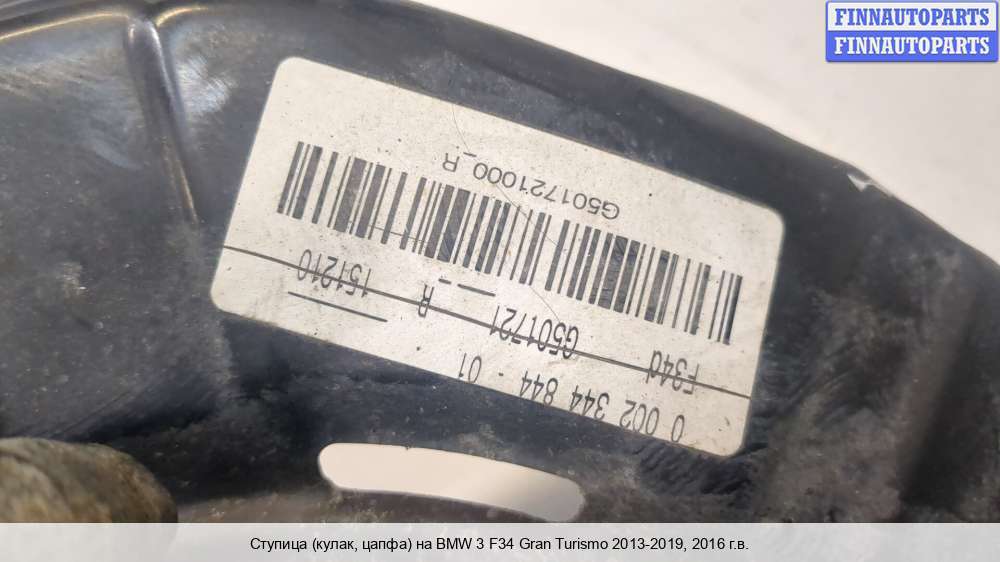 FINNAUTOPARTS
FINNAUTOPARTS
0 002 344 844 - 01
F34d G501721 R 151210
G501721000_R
Ступица (кулак, цапфа) на BMW 3 F34 Gran Turismo 2013-2019, 2016 г.в.